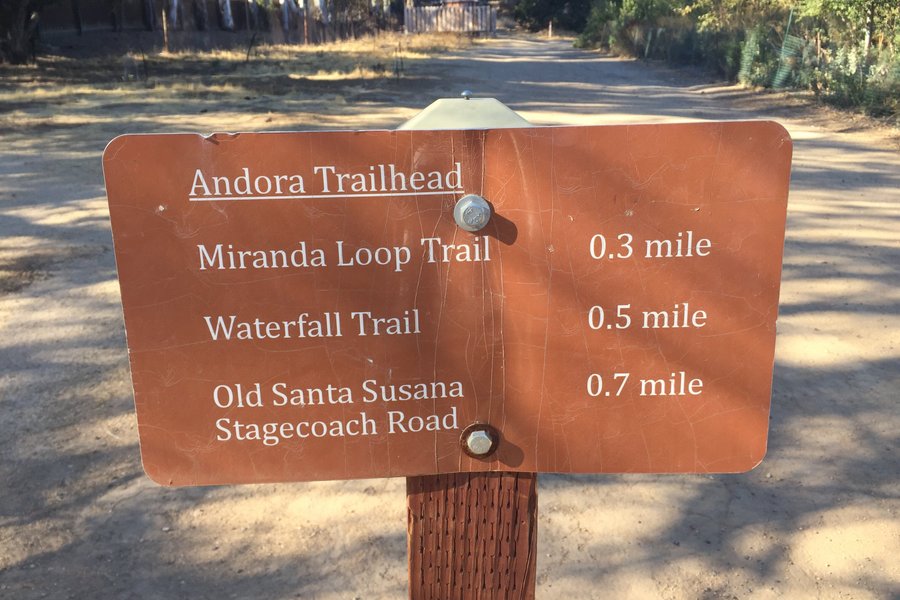 Andora Trailhead
Miranda Loop Trail 0.3 mile
Waterfall Trail 0.5 mile
Old Santa Susana 0.7 mile
Stagecoach Road